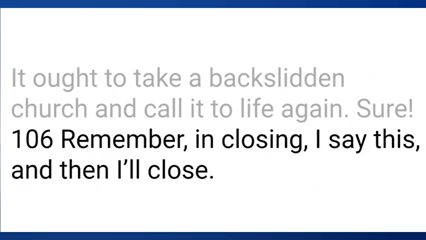 It ought to take a backslidden
church and call it to life again. Sure!
106 Remember, in closing, I say this,
and then I’ll close.